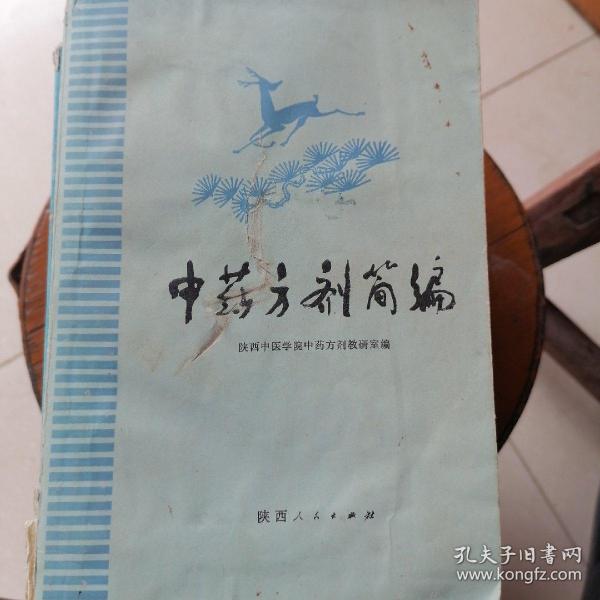 中药方剂简编
陕西中医学院中药方剂教研室编
陕西人民出版社
孔夫子旧书网
www.kongfz.com